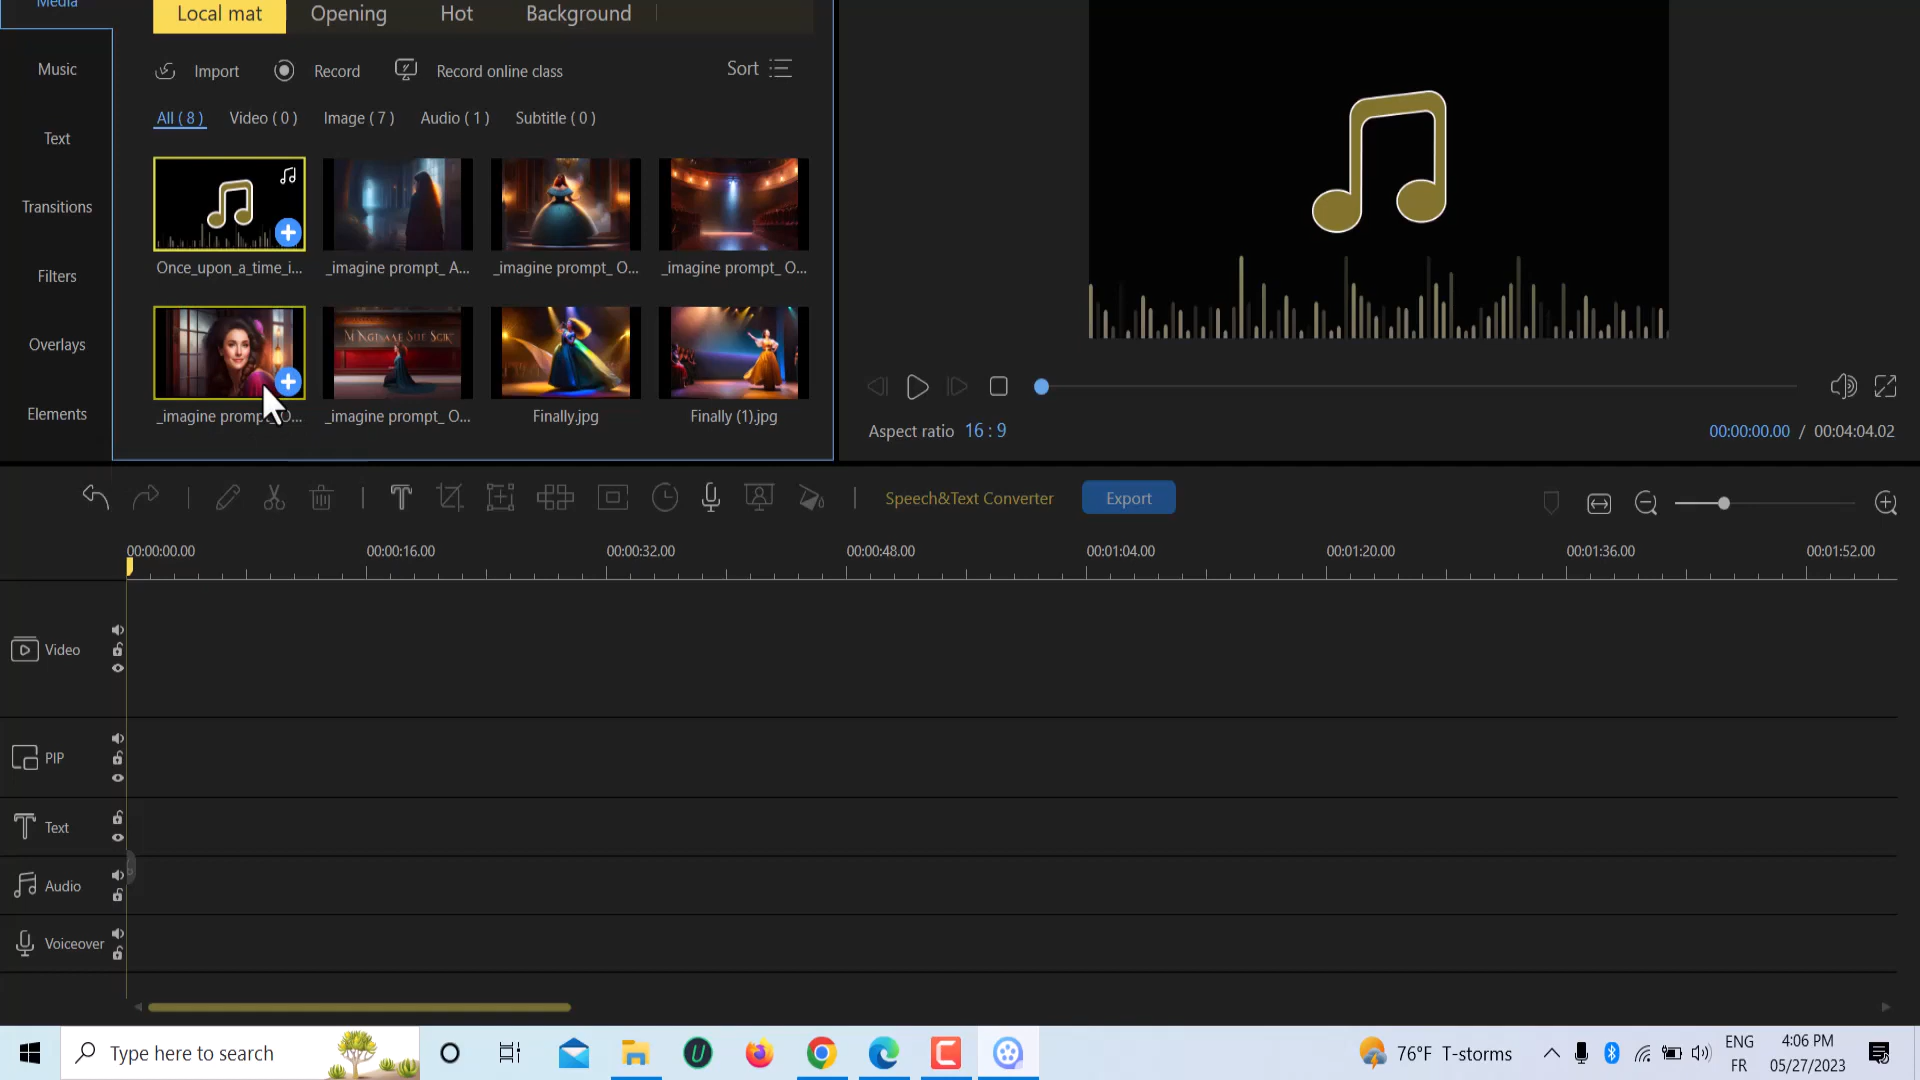 Media
Local mat Opening Hot Background
Music
Import Record Record online class Sort
All ( 8 ) Video ( 0 ) Image ( 7 ) Audio ( 1 ) Subtitle ( 0 )
Text
Transitions
Once_upon_a_time_i... _imagine prompt_ A... _imagine prompt_ O... _imagine prompt_ O...
Filters
Overlays
Elements
_imagine prompt_ O... _imagine prompt_ O... Finally.jpg Finally (1).jpg
Aspect ratio 16 : 9 00:00:00.00 / 00:04:04.02
Speech&Text Converter Export
00:00:00.00 00:00:16.00 00:00:32.00 00:00:48.00 00:01:04.00 00:01:20.00 00:01:36.00 00:01:52.00
Video
PIP
Text
Audio
Voiceover
Type here to search 76°F T-storms ENG 4:06 PM
FR 05/27/2023